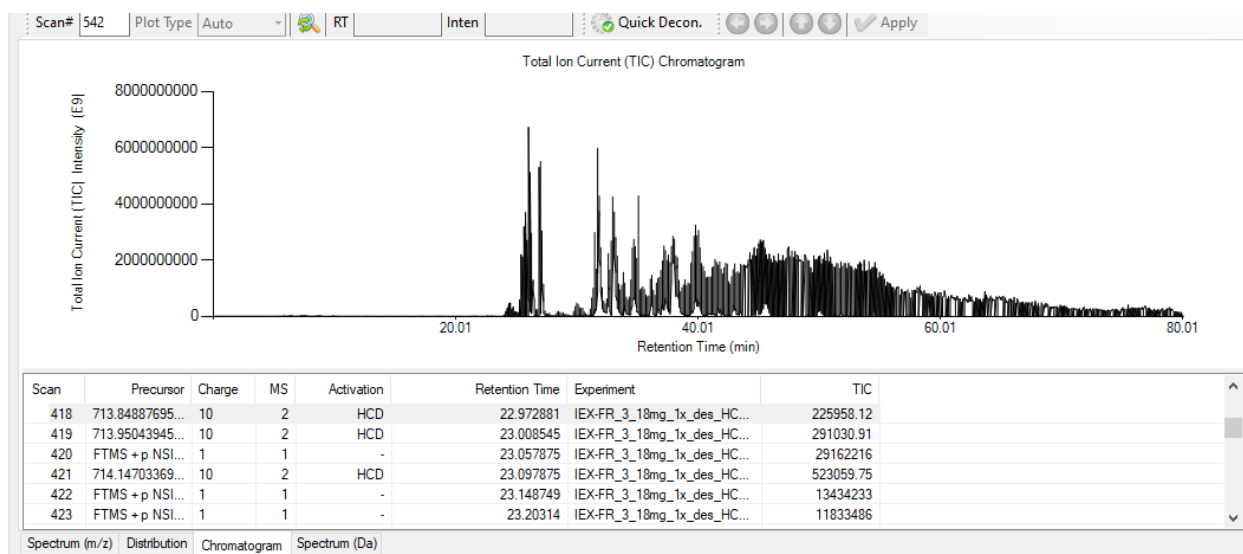 Scan# 542 Plot Type Auto RT Inten Quick Decon. Apply
Total Ion Current (TIC) Chromatogram
Total Ion Current (TIC) Intensity (E9)
8000000000
6000000000
4000000000
2000000000
0
20.01 40.01 60.01 80.01
Retention Time (min)
Scan Precursor Charge MS Activation Retention Time Experiment TIC
418 713.84887695... 10 2 HCD 22.972881 IEX-FR_3_18mg_1x_des_HC... 225958.12
419 713.95043945... 10 2 HCD 23.008545 IEX-FR_3_18mg_1x_des_HC... 291030.91
420 FTMS + p NSI... 1 1 - 23.057875 IEX-FR_3_18mg_1x_des_HC... 29162216
421 714.14703369... 10 2 HCD 23.097875 IEX-FR_3_18mg_1x_des_HC... 523059.75
422 FTMS + p NSI... 1 1 - 23.148749 IEX-FR_3_18mg_1x_des_HC... 13434233
423 FTMS + p NSI... 1 1 - 23.20314 IEX-FR_3_18mg_1x_des_HC... 11833486
Spectrum (m/z) Distribution Chromatogram Spectrum (Da)